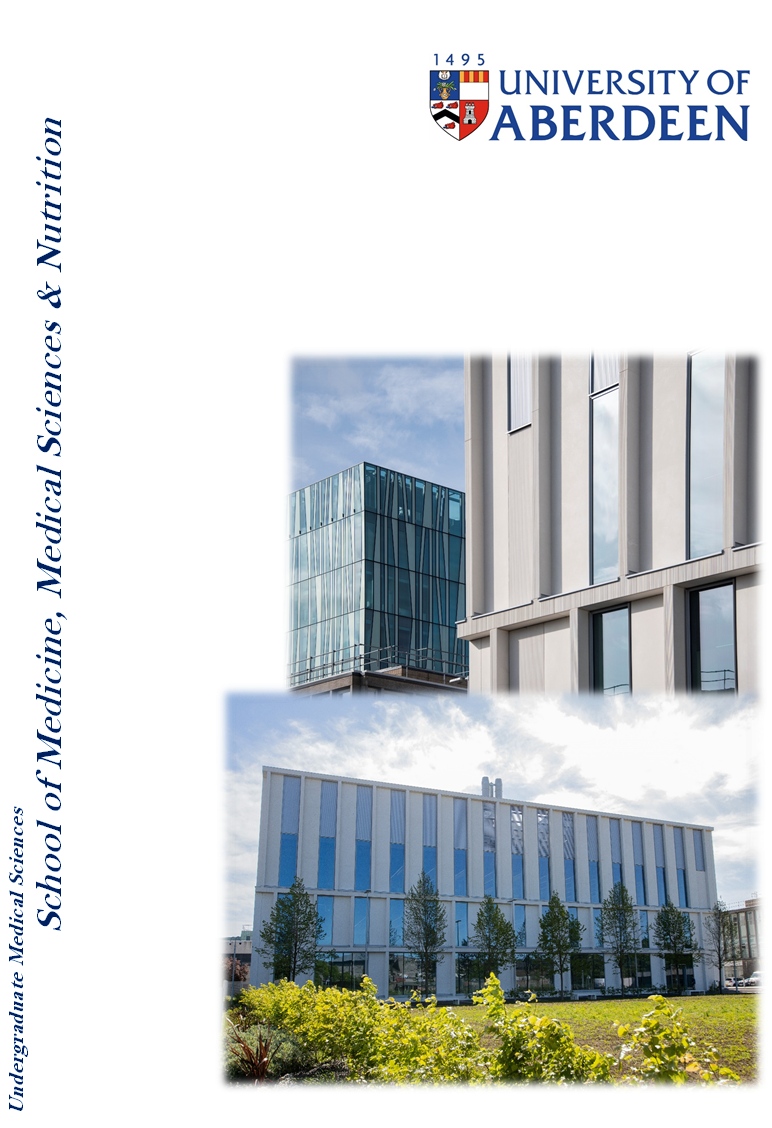 1495
UNIVERSITY OF
ABERDEEN
School of Medicine, Medical Sciences & Nutrition
Undergraduate Medical Sciences